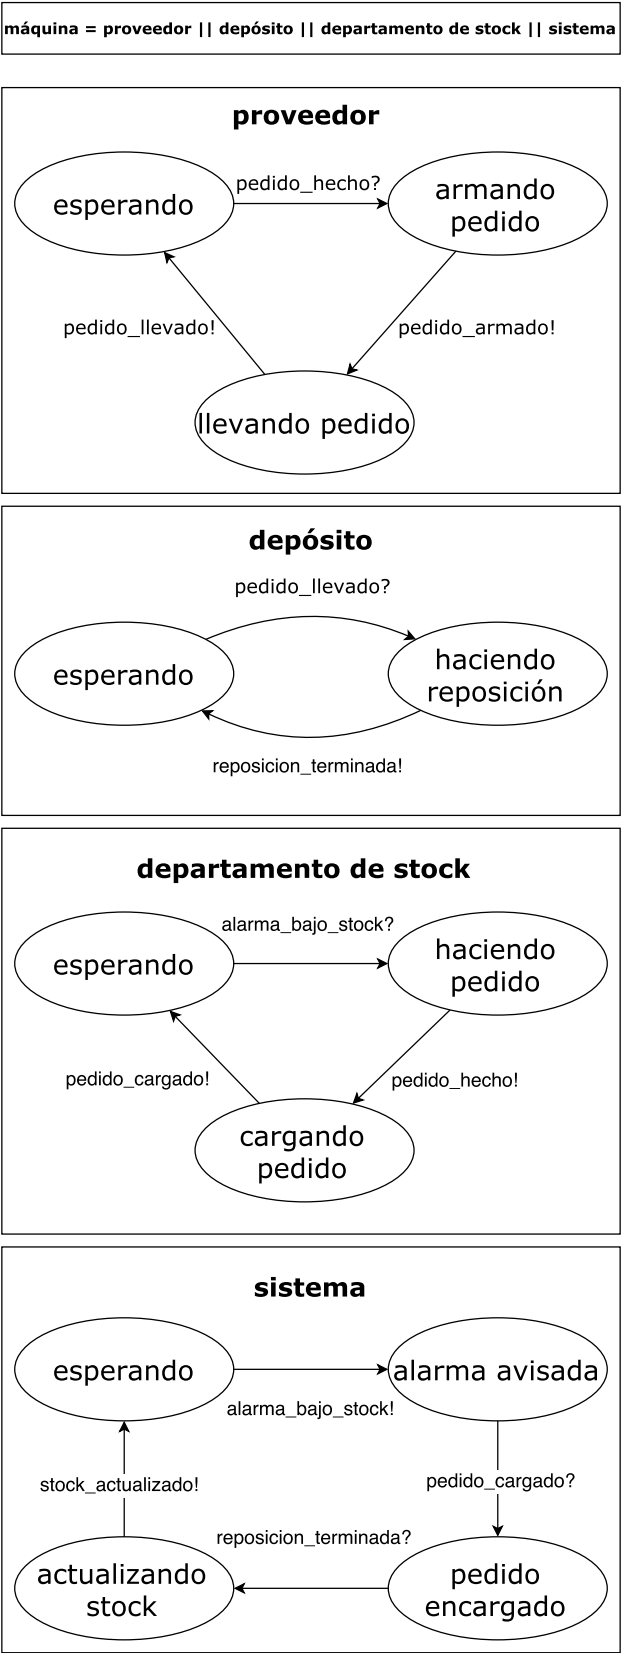 máquina = proveedor || depósito || departamento de stock || sistema
proveedor
esperando
pedido_hecho?
armando
pedido
pedido_llevado!
pedido_armado!
llevando pedido
depósito
pedido_llevado?
esperando
haciendo
reposición
reposicion_terminada!
departamento de stock
esperando
alarma_bajo_stock?
haciendo
pedido
pedido_cargado!
pedido_hecho!
cargando
pedido
sistema
esperando
alarma avisada
alarma_bajo_stock!
stock_actualizado!
pedido_cargado?
reposicion_terminada?
actualizando
stock
pedido
encargado